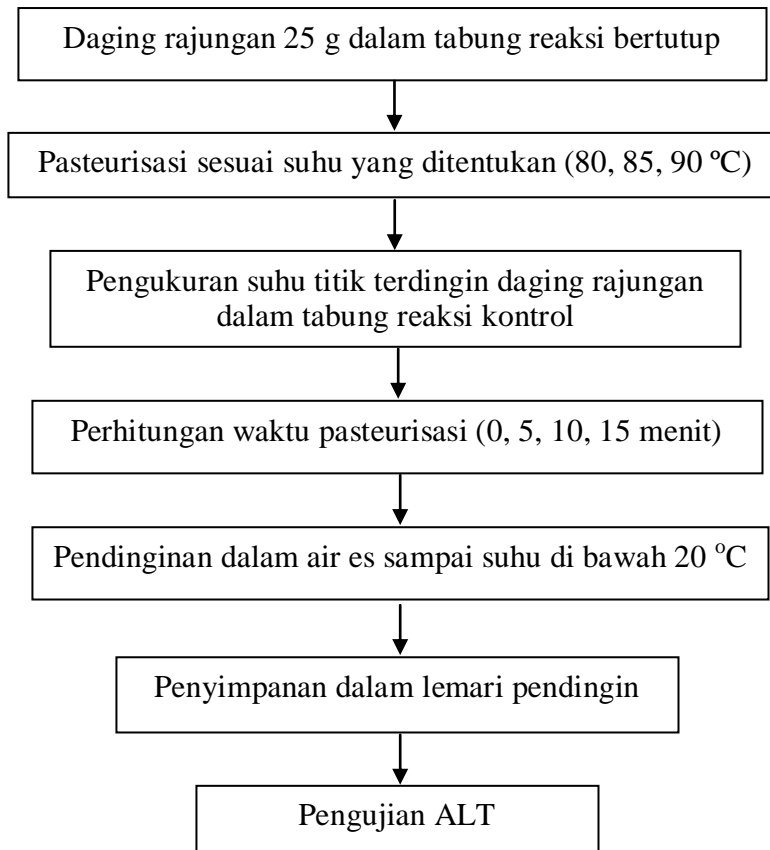 Daging rajungan 25 g dalam tabung reaksi bertutup
Pasteurisasi sesuai suhu yang ditentukan (80, 85, 90 ºC)
Pengukuran suhu titik terdingin daging rajungan
dalam tabung reaksi kontrol
Perhitungan waktu pasteurisasi (0, 5, 10, 15 menit)
Pendinginan dalam air es sampai suhu di bawah 20 °C
Penyimpanan dalam lemari pendingin
Pengujian ALT